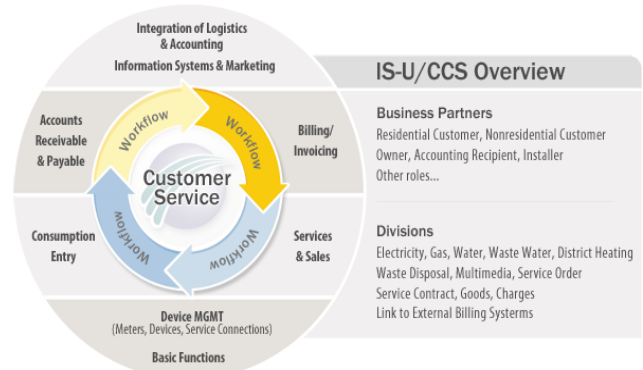 Integration of Logistics
& Accounting
Information Systems & Marketing
Accounts
Receivable
& Payable
Workflow
Workflow
Billing/
Invoicing
Customer
Service
Consumption
Entry
Workflow
Workflow
Services
& Sales
Device MGMT
(Meters, Devices, Service Connections)
Basic Functions
IS-U/CCS Overview
Business Partners
Residential Customer, Nonresidential Customer
Owner, Accounting Recipient, Installer
Other roles...
Divisions
Electricity, Gas, Water, Waste Water, District Heating
Waste Disposal, Multimedia, Service Order
Service Contract, Goods, Charges
Link to External Billing Systerms